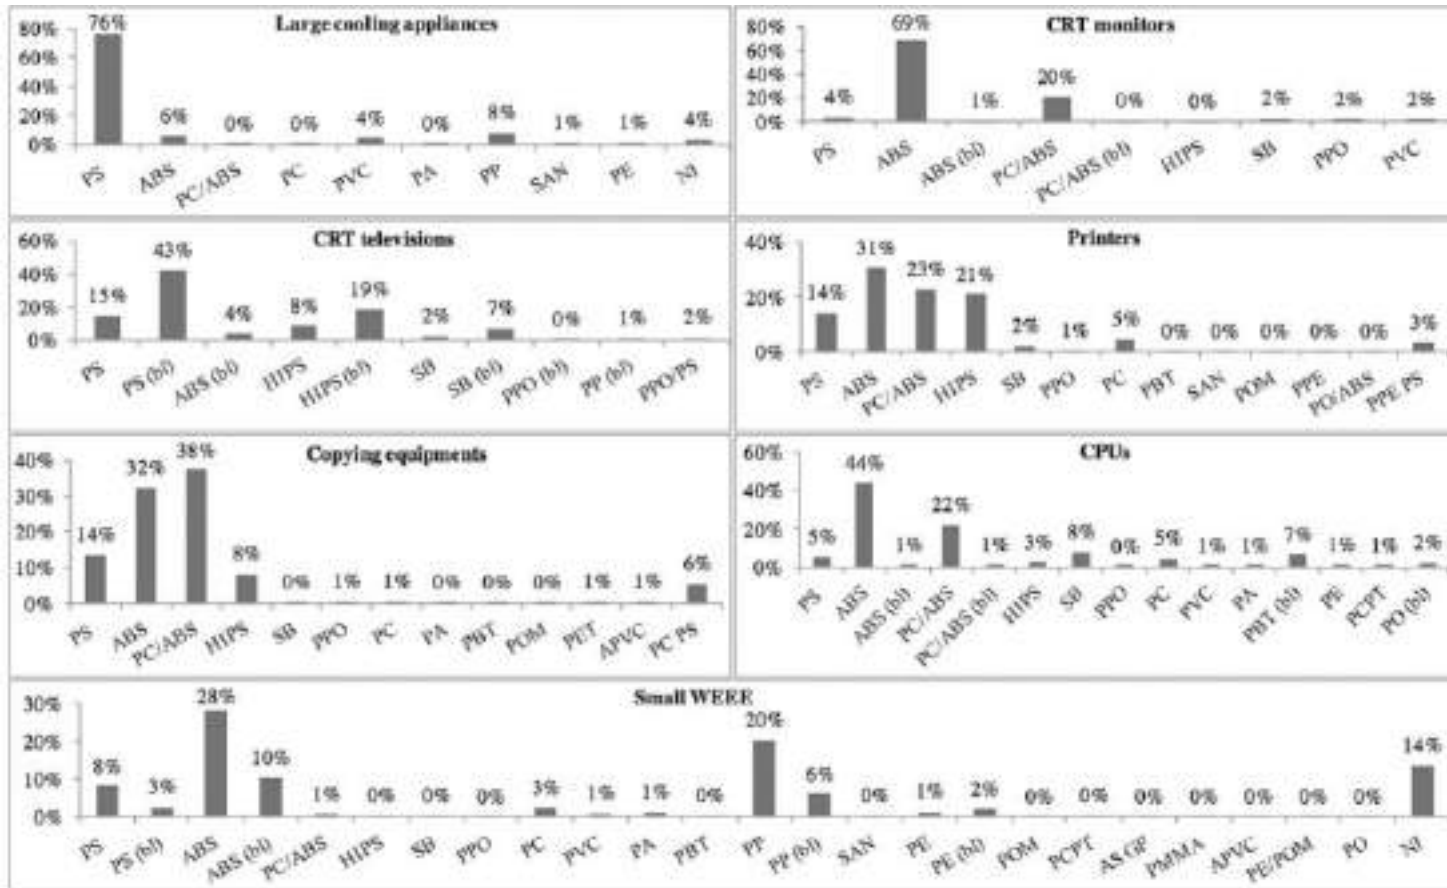 Large cooling appliances
80%
60%
40%
20%
0%
76%
6%
0%
0%
4%
0%
8%
1%
1%
4%
PS
ABS
PC/ABS
PC
PVC
PA
PP
SAN
PE
NI
CRT monitors
80%
60%
40%
20%
0%
4%
69%
1%
20%
0%
0%
2%
2%
2%
PS
ABS
ABS (bl)
PC/ABS
PC/ABS (bl)
HIPS
SB
PPO
PVC
CRT televisions
60%
40%
20%
0%
15%
43%
4%
8%
19%
2%
7%
0%
1%
2%
PS
PS (bl)
ABS (bl)
HIPS
HIPS (bl)
SB
SB (bl)
PPO (bl)
PP (bl)
PPO/PS
Printers
40%
20%
0%
14%
31%
23%
21%
2%
1%
5%
0%
0%
0%
0%
0%
3%
PS
ABS
PC/ABS
HIPS
SB
PPO
PC
PBT
SAN
POM
PPE
PO/ABS
PPE PS
Copying equipments
40%
30%
20%
10%
0%
14%
32%
38%
8%
0%
1%
1%
0%
0%
0%
1%
1%
6%
PS
ABS
PC/ABS
HIPS
SB
PPO
PC
PA
PBT
POM
PET
APVC
PC PS
CPUs
60%
40%
20%
0%
5%
44%
1%
22%
1%
3%
8%
0%
5%
1%
1%
7%
1%
1%
2%
PS
ABS
ABS (bl)
PC/ABS
PC/ABS (bl)
HIPS
SB
PPO
PC
PVC
PA
PBT (bl)
PE
PCPT
PO (bl)
Small WEEE
30%
20%
10%
0%
8%
3%
28%
10%
1%
0%
0%
0%
3%
1%
1%
0%
20%
6%
0%
1%
2%
0%
0%
0%
0%
0%
0%
0%
14%
PS
PS (bl)
ABS
ABS (bl)
PC/ABS
HIPS
SB
PPO
PC
PVC
PA
PBT
PP
PP (bl)
SAN
PE
PE (bl)
POM
PCPT
AS GP
PMMA
APVC
PE/POM
PO
NI